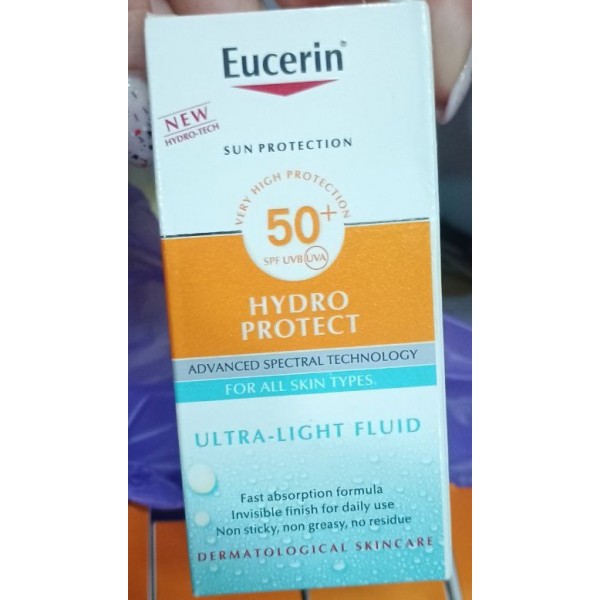 Eucerin®
NEW
HYDRO-TECH
SUN PROTECTION
VERY HIGH PROTECTION
50+
SPF UVB UVA
HYDRO
PROTECT
ADVANCED SPECTRAL TECHNOLOGY
FOR ALL SKIN TYPES.
ULTRA-LIGHT FLUID
Fast absorption formula
Invisible finish for daily use
Non sticky, non greasy, no residue
DERMATOLOGICAL SKINCARE